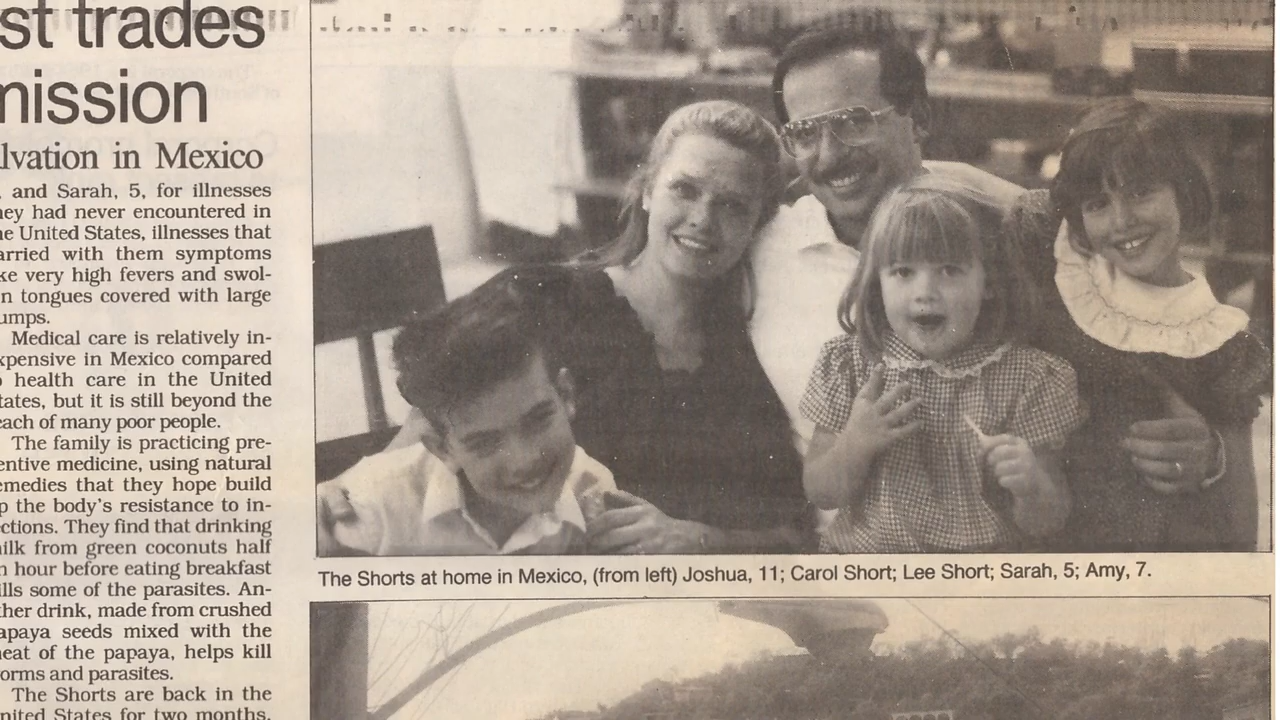 st trades
mission
lvation in Mexico
, and Sarah, 5, for illnesses
ney had never encountered in
ne United States, illnesses that
arried with them symptoms
ke very high fevers and swol-
n tongues covered with large
umps.
Medical care is relatively in-
xpensive in Mexico compared
o health care in the United
tates, but it is still beyond the
each of many poor people.
The family is practicing pre-
entive medicine, using natural
emedies that they hope build
p the body's resistance to in-
ections. They find that drinking
nilk from green coconuts half
n hour before eating breakfast
ills some of the parasites. An-
ther drink, made from crushed
apaya seeds mixed with the
neat of the papaya, helps kill
orms and parasites.
The Shorts are back in the
nited States for two months.
The Shorts at home in Mexico, (from left) Joshua, 11; Carol Short; Lee Short; Sarah, 5; Amy, 7.